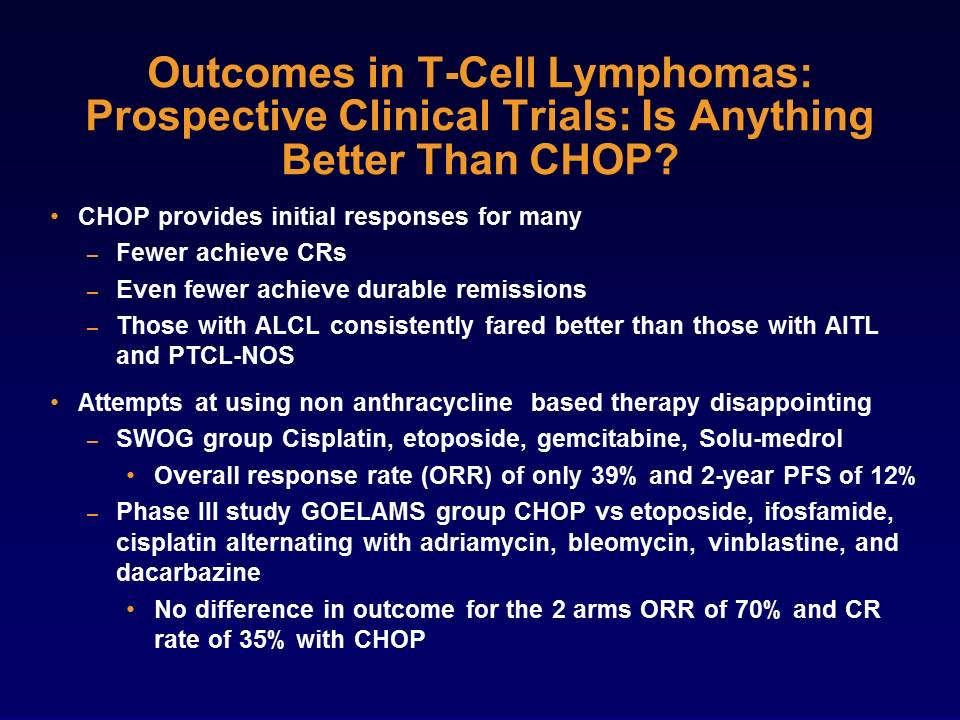 Outcomes in T-Cell Lymphomas:
Prospective Clinical Trials: Is Anything
Better Than CHOP?
• CHOP provides initial responses for many
– Fewer achieve CRs
– Even fewer achieve durable remissions
– Those with ALCL consistently fared better than those with AITL
and PTCL-NOS
• Attempts at using non anthracycline based therapy disappointing
– SWOG group Cisplatin, etoposide, gemcitabine, Solu-medrol
• Overall response rate (ORR) of only 39% and 2-year PFS of 12%
– Phase III study GOELAMS group CHOP vs etoposide, ifosfamide,
cisplatin alternating with adriamycin, bleomycin, vinblastine, and
dacarbazine
• No difference in outcome for the 2 arms ORR of 70% and CR
rate of 35% with CHOP